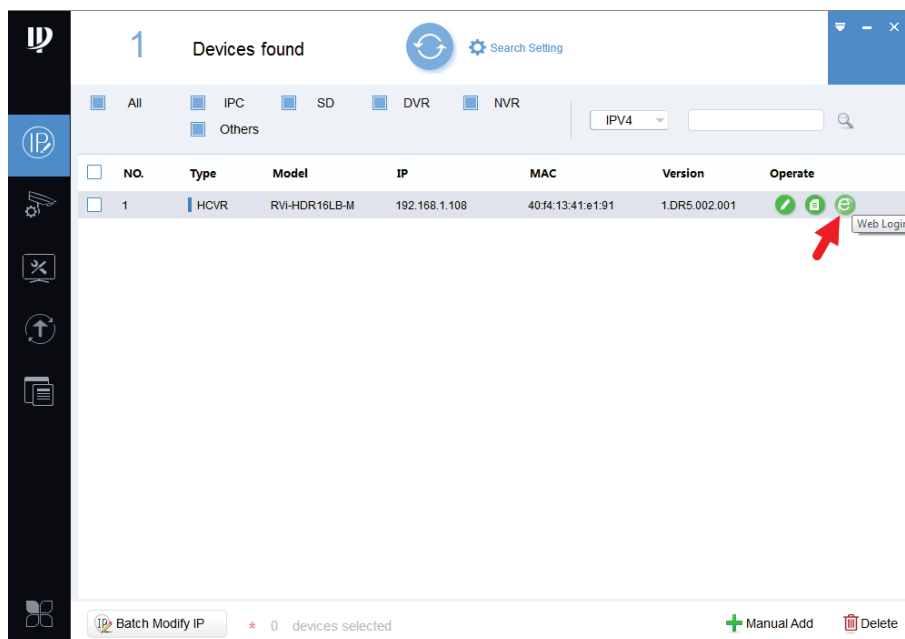 1 Devices found Search Setting
All IPC SD DVR NVR
Others
IPV4
NO. Type Model IP MAC Version Operate
1 HCVR RVi-HDR16LB-M 192.168.1.108 40:f4:13:41:e1:91 1.DR5.002.001
Web Login
Batch Modify IP * 0 devices selected Manual Add Delete